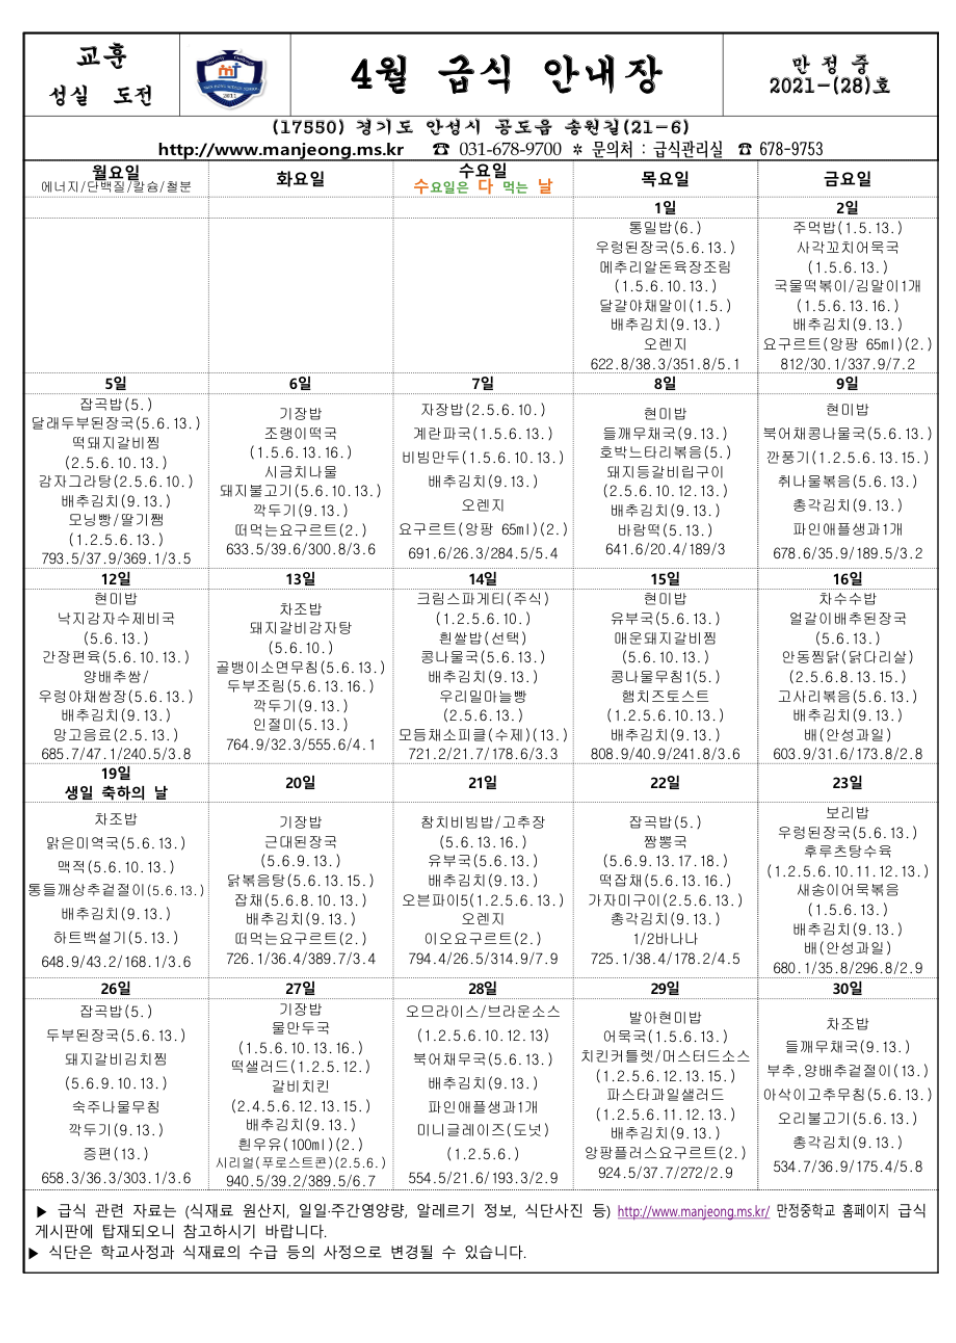 교훈
성실 도전
4월 급식 안내장
만 정 중
2021-(28)호
(17550) 경기도 안성시 공도읍 송원길(21-6)
http://www.manjeong.ms.kr ☎ 031-678-9700 * 문의처 : 급식관리실 ☎ 678-9753
월요일
에너지/단백질/칼슘/철분
화요일
수요일
수요일은 다 먹는 날
목요일
금요일
1일
통밀밥(6.)
우렁된장국(5.6.13.)
메추리알돈육장조림
(1.5.6.10.13.)
달걀야채말이(1.5.)
배추김치(9.13.)
오렌지
622.8/38.3/351.8/5.1
2일
주먹밥(1.5.13.)
사각꼬치어묵국
(1.5.6.13.)
국물떡볶이/김말이1개
(1.5.6.13.16.)
배추김치(9.13.)
요구르트(앙팡 65ml)(2.)
812/30.1/337.9/7.2
5일
잡곡밥(5.)
달래두부된장국(5.6.13.)
떡돼지갈비찜
(2.5.6.10.13.)
감자그라탕(2.5.6.10.)
배추김치(9.13.)
모닝빵/딸기쨈
(1.2.5.6.13.)
793.5/37.9/369.1/3.5
6일
기장밥
조랭이떡국
(1.5.6.13.16.)
시금치나물
돼지불고기(5.6.10.13.)
깍두기(9.13.)
떠먹는요구르트(2.)
633.5/39.6/300.8/3.6
7일
자장밥(2.5.6.10.)
계란파국(1.5.6.13.)
비빔만두(1.5.6.10.13.)
배추김치(9.13.)
오렌지
요구르트(앙팡 65ml)(2.)
691.6/26.3/284.5/5.4
8일
현미밥
들깨무채국(9.13.)
호박느타리볶음(5.)
돼지등갈비립구이
(2.5.6.10.12.13.)
배추김치(9.13.)
바람떡(5.13.)
641.6/20.4/189/3
9일
현미밥
북어채콩나물국(5.6.13.)
깐풍기(1.2.5.6.13.15.)
취나물볶음(5.6.13.)
총각김치(9.13.)
파인애플생과1개
678.6/35.9/189.5/3.2
12일
현미밥
낙지감자수제비국
(5.6.13.)
간장편육(5.6.10.13.)
양배추쌈/
우렁야채쌈장(5.6.13.)
배추김치(9.13.)
망고음료(2.5.13.)
685.7/47.1/240.5/3.8
13일
차조밥
돼지갈비감자탕
(5.6.10.)
골뱅이소면무침(5.6.13.)
두부조림(5.6.13.16.)
깍두기(9.13.)
인절미(5.13.)
764.9/32.3/555.6/4.1
14일
크림스파게티(주식)
(1.2.5.6.10.)
흰쌀밥(선택)
콩나물국(5.6.13.)
배추김치(9.13.)
우리밀마늘빵
(2.5.6.13.)
모듬채소피클(수제)(13.)
721.2/21.7/178.6/3.3
15일
현미밥
유부국(5.6.13.)
매운돼지갈비찜
(5.6.10.13.)
콩나물무침1(5.)
햄치즈토스트
(1.2.5.6.10.13.)
배추김치(9.13.)
808.9/40.9/241.8/3.6
16일
차수수밥
얼갈이배추된장국
(5.6.13.)
안동찜닭(닭다리살)
(2.5.6.8.13.15.)
고사리볶음(5.6.13.)
배추김치(9.13.)
배(안성과일)
603.9/31.6/173.8/2.8
19일
생일 축하의 날
차조밥
맑은미역국(5.6.13.)
맥적(5.6.10.13.)
통들깨상추겉절이(5.6.13.)
배추김치(9.13.)
하트백설기(5.13.)
648.9/43.2/168.1/3.6
20일
기장밥
근대된장국
(5.6.9.13.)
닭볶음탕(5.6.13.15.)
잡채(5.6.8.10.13.)
배추김치(9.13.)
떠먹는요구르트(2.)
726.1/36.4/389.7/3.4
21일
참치비빔밥/고추장
(5.6.13.16.)
유부국(5.6.13.)
배추김치(9.13.)
오븐파이5(1.2.5.6.13.)
오렌지
이오요구르트(2.)
794.4/26.5/314.9/7.9
22일
잡곡밥(5.)
짬뽕국
(5.6.9.13.17.18.)
떡잡채(5.6.13.16.)
가자미구이(2.5.6.13.)
총각김치(9.13.)
1/2바나나
725.1/38.4/178.2/4.5
23일
보리밥
우렁된장국(5.6.13.)
후루츠탕수육
(1.2.5.6.10.11.12.13.)
새송이어묵볶음
(1.5.6.13.)
배추김치(9.13.)
배(안성과일)
680.1/35.8/296.8/2.9
26일
잡곡밥(5.)
두부된장국(5.6.13.)
돼지갈비김치찜
(5.6.9.10.13.)
숙주나물무침
깍두기(9.13.)
증편(13.)
658.3/36.3/303.1/3.6
27일
기장밥
물만두국
(1.5.6.10.13.16.)
떡샐러드(1.2.5.12.)
갈비치킨
(2.4.5.6.12.13.15.)
배추김치(9.13.)
흰우유(100ml)(2.)
시리얼(푸로스트콘)(2.5.6.)
940.5/39.2/389.5/6.7
28일
오므라이스/브라운소스
(1.2.5.6.10.12.13)
북어채무국(5.6.13.)
배추김치(9.13.)
파인애플생과1개
미니글레이즈(도넛)
(1.2.5.6.)
554.5/21.6/193.3/2.9
29일
발아현미밥
어묵국(1.5.6.13.)
치킨커틀렛/머스터드소스
(1.2.5.6.12.13.15.)
파스타과일샐러드
(1.2.5.6.11.12.13.)
배추김치(9.13.)
앙팡플러스요구르트(2.)
924.5/37.7/272/2.9
30일
차조밥
들깨무채국(9.13.)
부추,양배추겉절이(13.)
아삭이고추무침(5.6.13.)
오리불고기(5.6.13.)
총각김치(9.13.)
534.7/36.9/175.4/5.8
▶ 급식 관련 자료는 (식재료 원산지, 일일·주간영양량, 알레르기 정보, 식단사진 등) http://www.manjeong.ms.kr/ 만정중학교 홈페이지 급식
게시판에 탑재되오니 참고하시기 바랍니다.
▶ 식단은 학교사정과 식재료의 수급 등의 사정으로 변경될 수 있습니다.